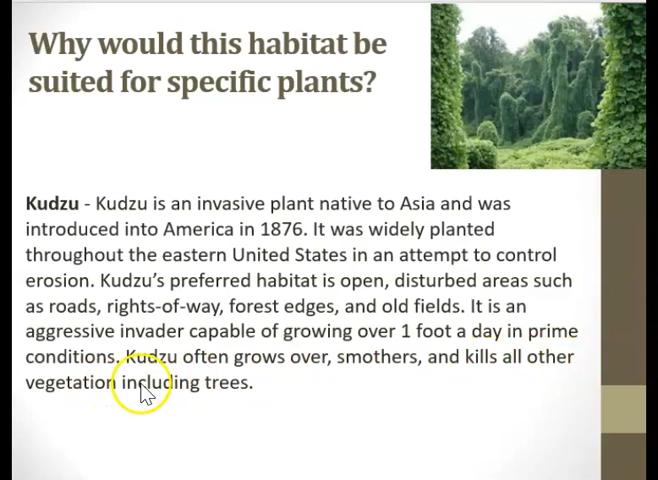 Why would this habitat be
suited for specific plants?
Kudzu - Kudzu is an invasive plant native to Asia and was
introduced into America in 1876. It was widely planted
throughout the eastern United States in an attempt to control
erosion. Kudzu's preferred habitat is open, disturbed areas such
as roads, rights-of-way, forest edges, and old fields. It is an
aggressive invader capable of growing over 1 foot a day in prime
conditions. Kudzu often grows over, smothers, and kills all other
vegetation including trees.